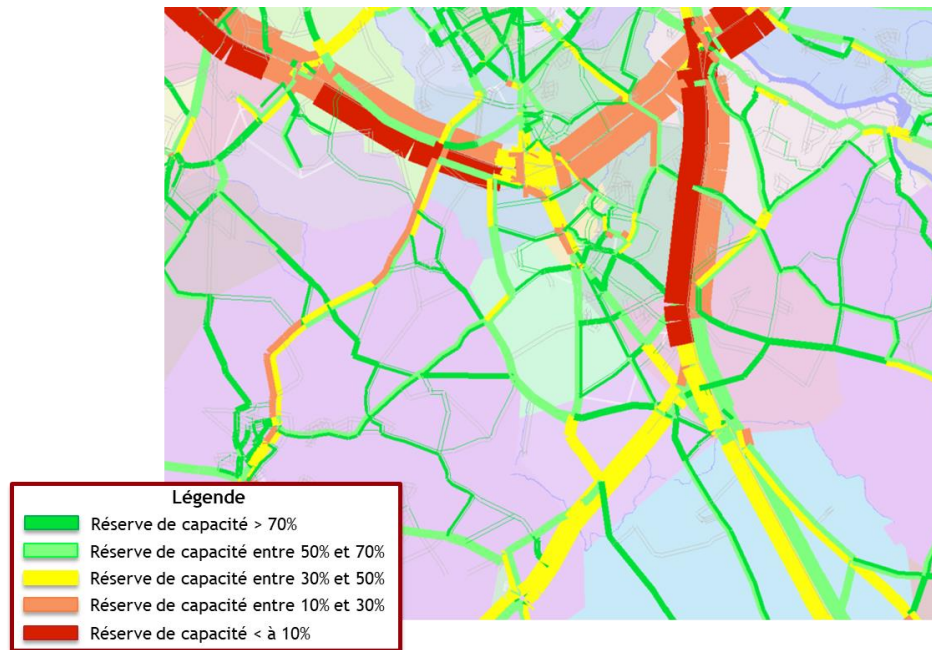 Légende
Réserve de capacité > 70%
Réserve de capacité entre 50% et 70%
Réserve de capacité entre 30% et 50%
Réserve de capacité entre 10% et 30%
Réserve de capacité < à 10%